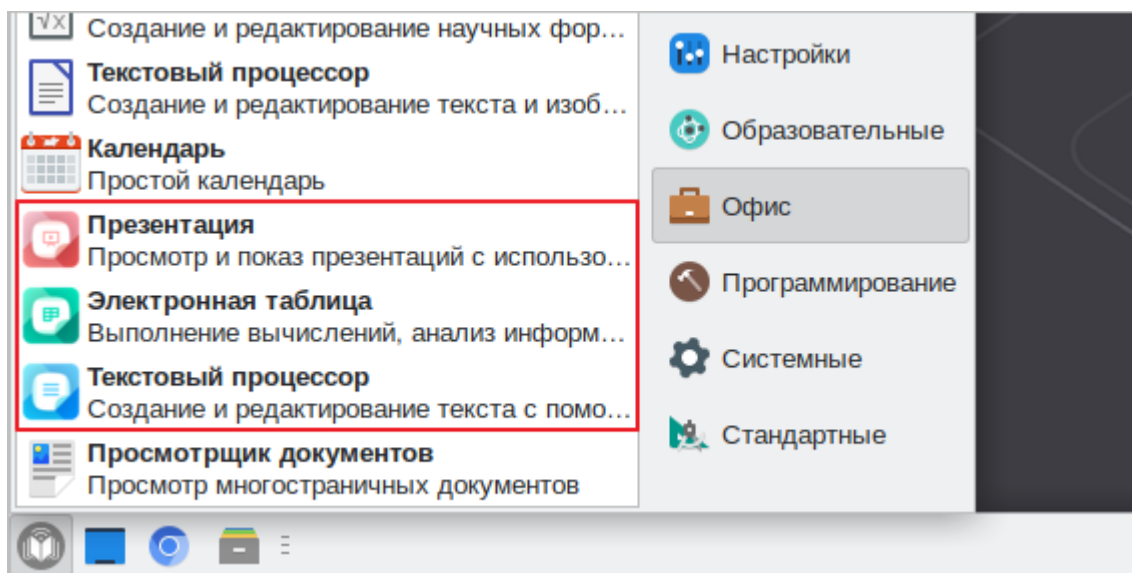 Создание и редактирование научных фор...
Текстовый процессор
Создание и редактирование текста и изоб...
Календарь
Простой календарь
Презентация
Просмотр и показ презентаций с использо...
Электронная таблица
Выполнение вычислений, анализ информ...
Текстовый процессор
Создание и редактирование текста с помо...
Просмотрщик документов
Просмотр многостраничных документов
Настройки
Образовательные
Офис
Программирование
Системные
Стандартные